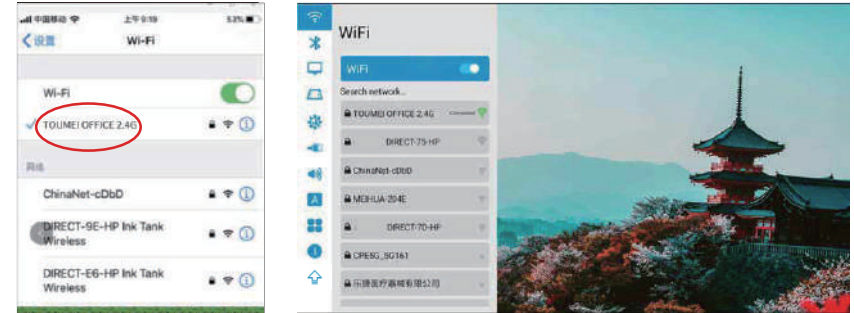 中国移动
上午9:19
53%
设置
Wi-Fi
Wi-Fi
TOUMEI OFFICE 2.4G
网络
ChinaNet-cDbD
DIRECT-9E-HP Ink Tank
Wireless
DIRECT-E6-HP Ink Tank
Wireless
WiFi
WiFi
Search network...
TOUMEI OFFICE 2.4G
Connected
DIRECT-75-HP
ChinaNet-cDbD
MEIHUA-204E
DIRECT-7D-HP
CPE5G_5G161
A